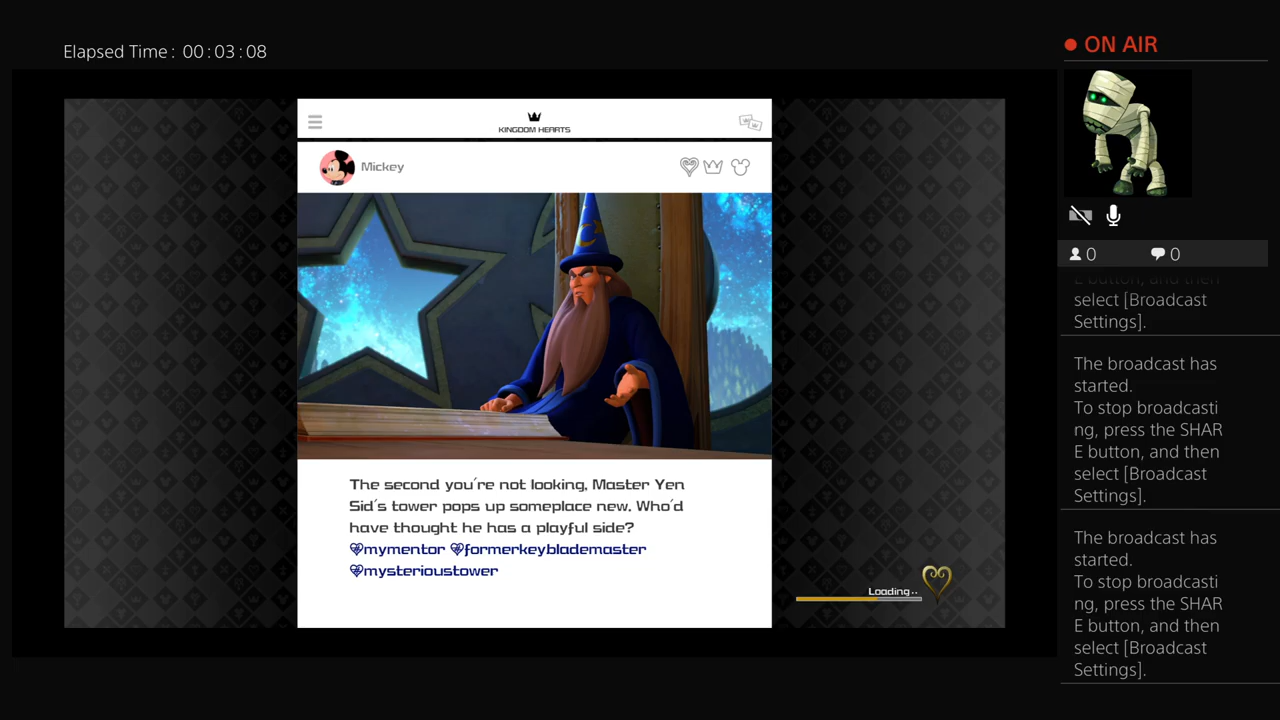 Elapsed Time: 00:03:08
ON AIR
KINGDOM HEARTS
Mickey
0
0
The second you're not looking, Master Yen
Sid's tower pops up someplace new. Who'd
have thought he has a playful side?
mymentor formerkeyblademaster
mysterioustower
Loading..
E button, and then
select [Broadcast
Settings].
The broadcast has
started.
To stop broadcasti
ng, press the SHAR
E button, and then
select [Broadcast
Settings].
The broadcast has
started.
To stop broadcasti
ng, press the SHAR
E button, and then
select [Broadcast
Settings].